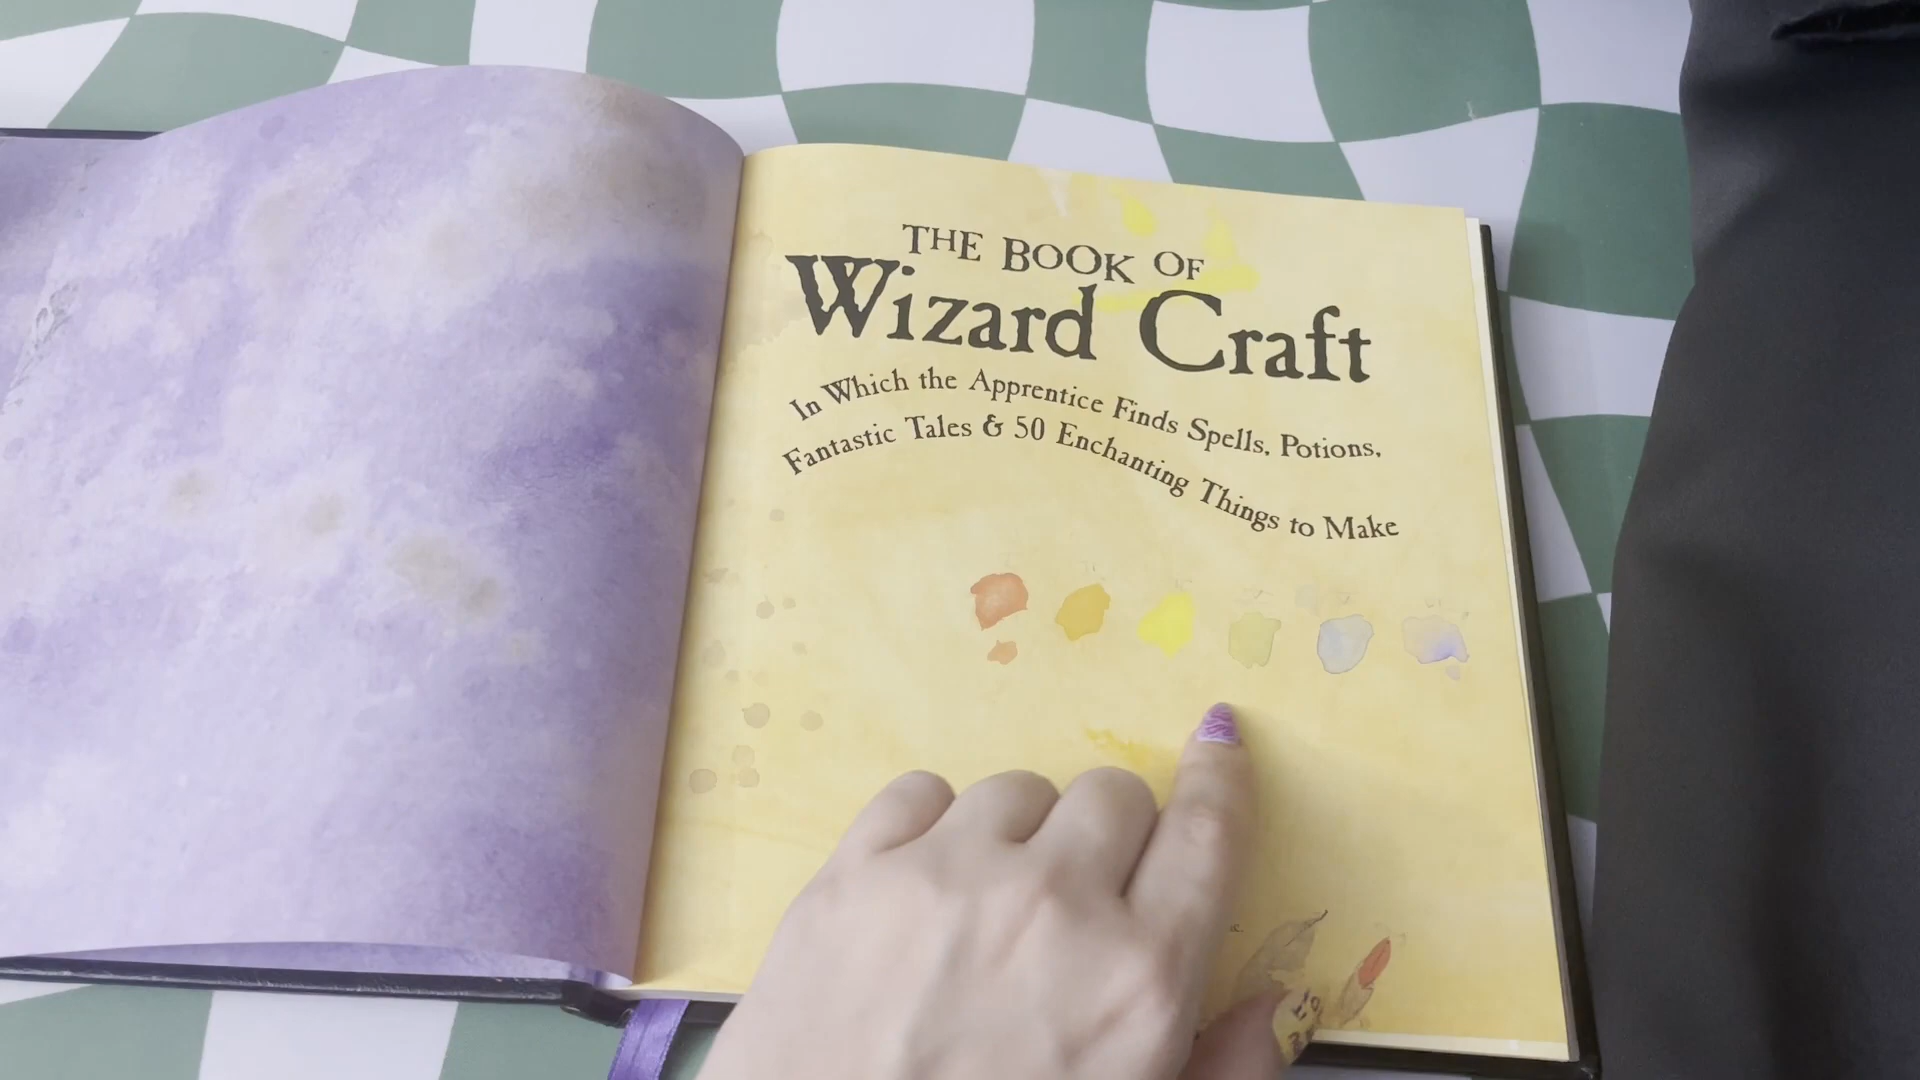 THE BOOK OF
Wizard Craft
In Which the Apprentice Finds Spells, Potions,
Fantastic Tales & 50 Enchanting Things to Make